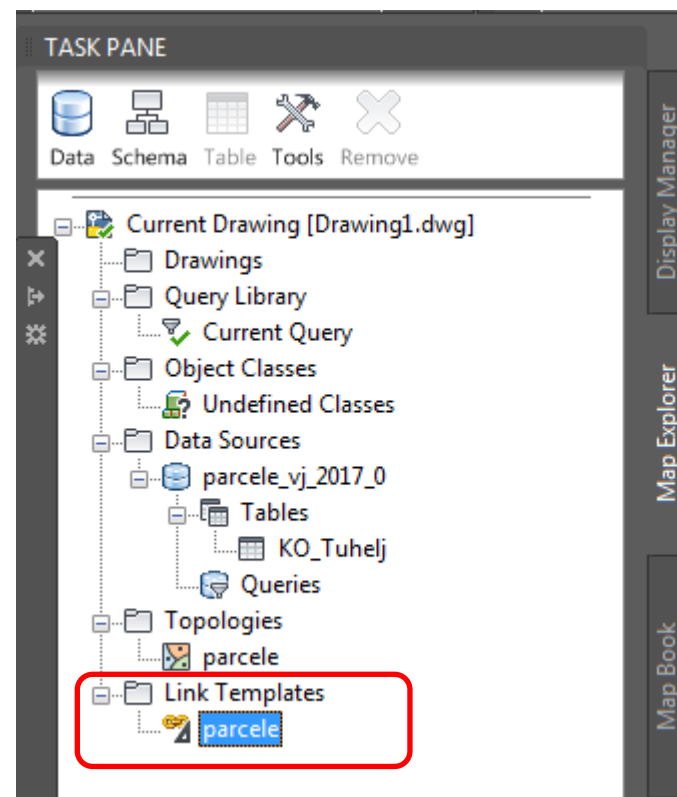 TASK PANE
Data Schema Table Tools Remove
Current Drawing [Drawing1.dwg]
Drawings
Query Library
Current Query
Object Classes
Undefined Classes
Data Sources
parcele_vj_2017_0
Tables
KO_Tuhelj
Queries
Topologies
parcele
Link Templates
parcele
Display Manager
Map Explorer
Map Book